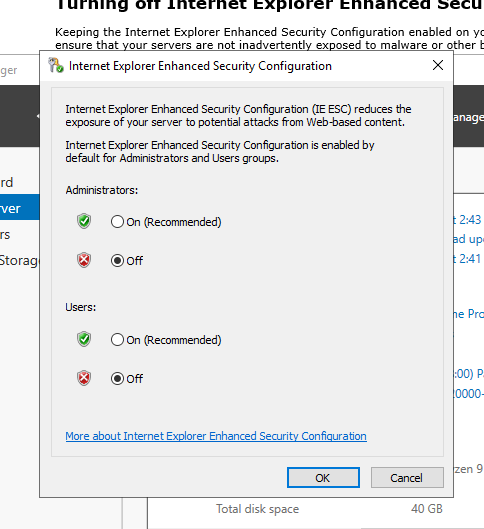 Turning off Internet Explorer Enhanced Secu
Keeping the Internet Explorer Enhanced Security Configuration enabled on yo
ensure that your servers are not inadvertently exposed to malware or other b
ger
Internet Explorer Enhanced Security Configuration
Internet Explorer Enhanced Security Configuration (IE ESC) reduces the
exposure of your server to potential attacks from Web-based content.
Internet Explorer Enhanced Security Configuration is enabled by
default for Administrators and Users groups.
Administrators:
On (Recommended)
Off
Users:
On (Recommended)
Off
More about Internet Explorer Enhanced Security Configuration
OK
Cancel
anage
rd
rver
rs
Storag
t 2:43
ad up
t 2:41
ne Pro
:00) P
0000-
zen 9
Total disk space
40 GB